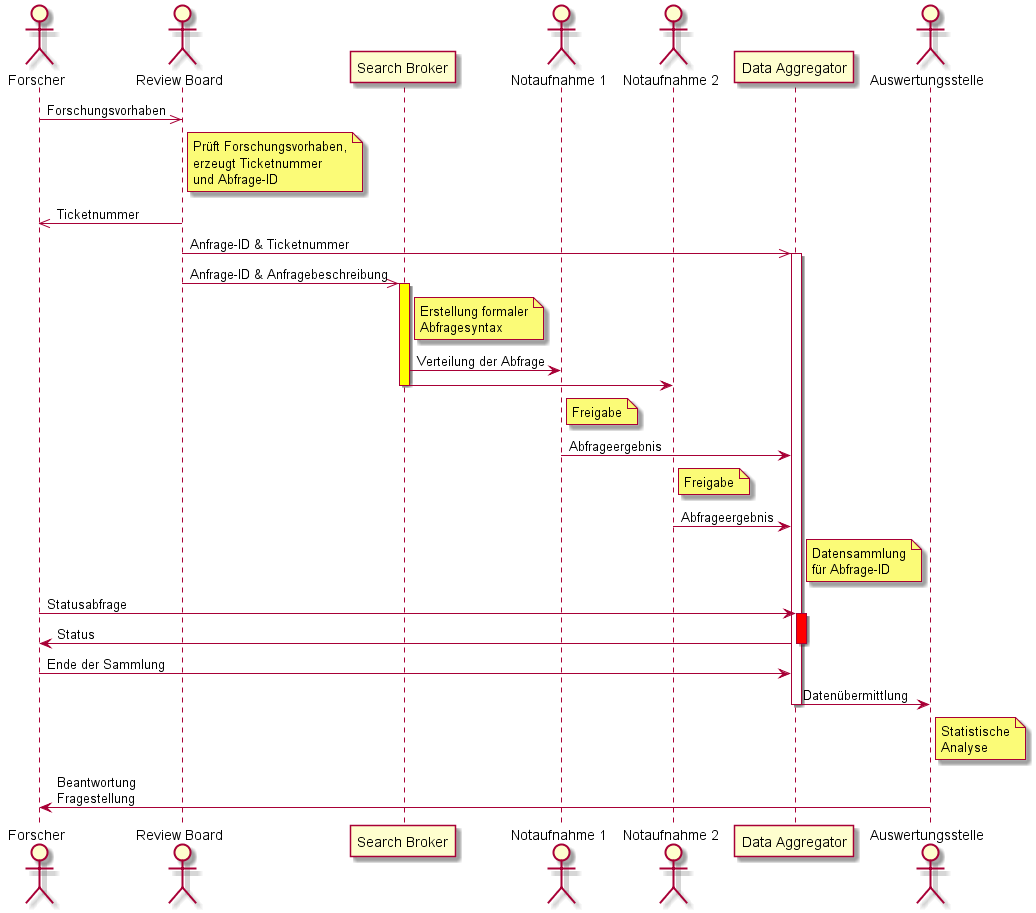 Forscher
Review Board
Search Broker
Notaufnahme 1
Notaufnahme 2
Data Aggregator
Auswertungsstelle
Forschungsvorhaben
Prüft Forschungsvorhaben,
erzeugt Ticketnummer
und Abfrage-ID
Ticketnummer
Anfrage-ID & Ticketnummer
Anfrage-ID & Anfragebeschreibung
Erstellung formaler
Abfragesyntax
Verteilung der Abfrage
Freigabe
Abfrageergebnis
Freigabe
Abfrageergebnis
Datensammlung
für Abfrage-ID
Statusabfrage
Status
Ende der Sammlung
Datenübermittlung
Statistische
Analyse
Beantwortung
Fragestellung
Forscher
Review Board
Search Broker
Notaufnahme 1
Notaufnahme 2
Data Aggregator
Auswertungsstelle